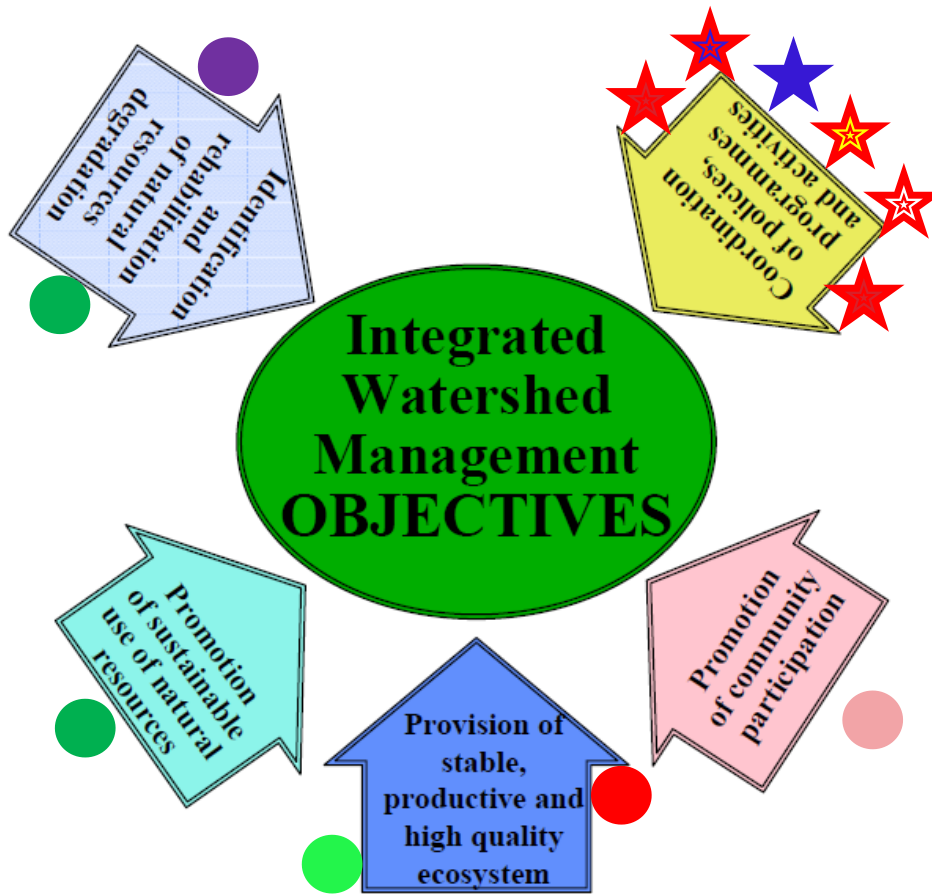 Integrated
Watershed
Management
OBJECTIVES
Identification
and
rehabilitation
of natural
resources
degradation
Coordination
of policies,
programmes
and activities
Promotion
of sustainable
use of natural
resources
Provision of
stable,
productive and
high quality
ecosystem
Promotion
of community
participation